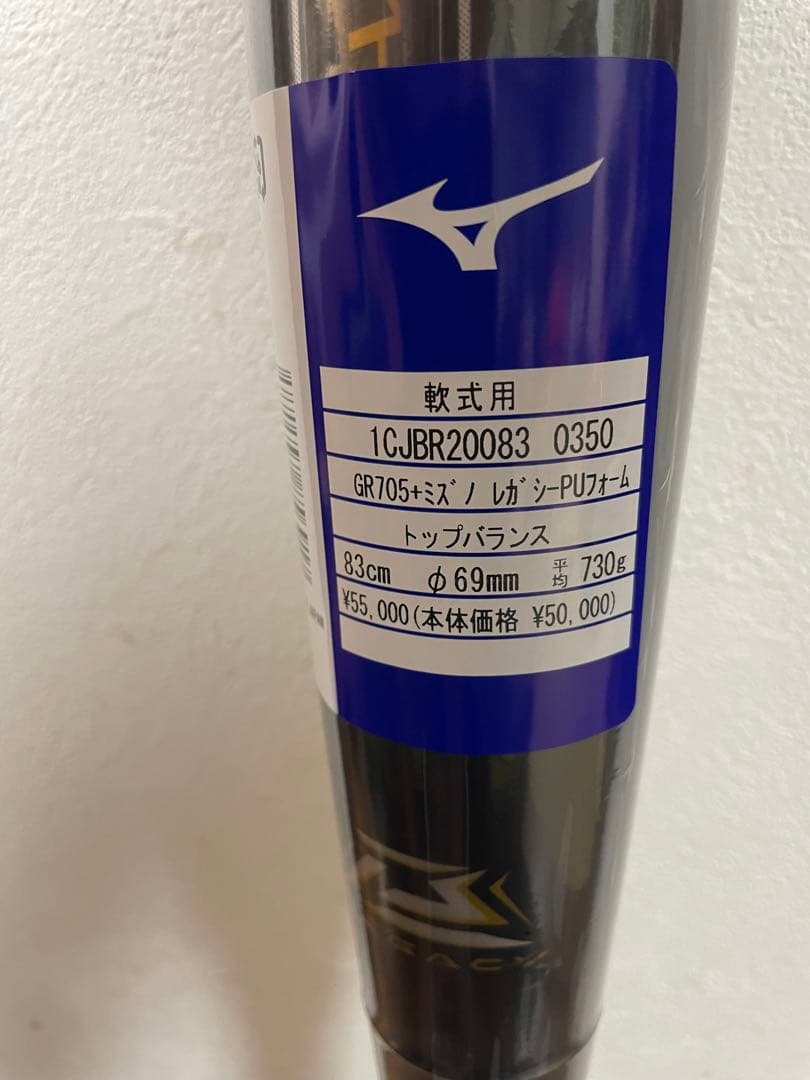 軟式用
1CJBR20083 0350
GR705+ﾐｽﾞﾉ ﾚｶﾞｼｰPUﾌｫｰﾑ
トップバランス
83cm φ69mm 平均 730g
¥55,000(本体価格 ¥50,000)